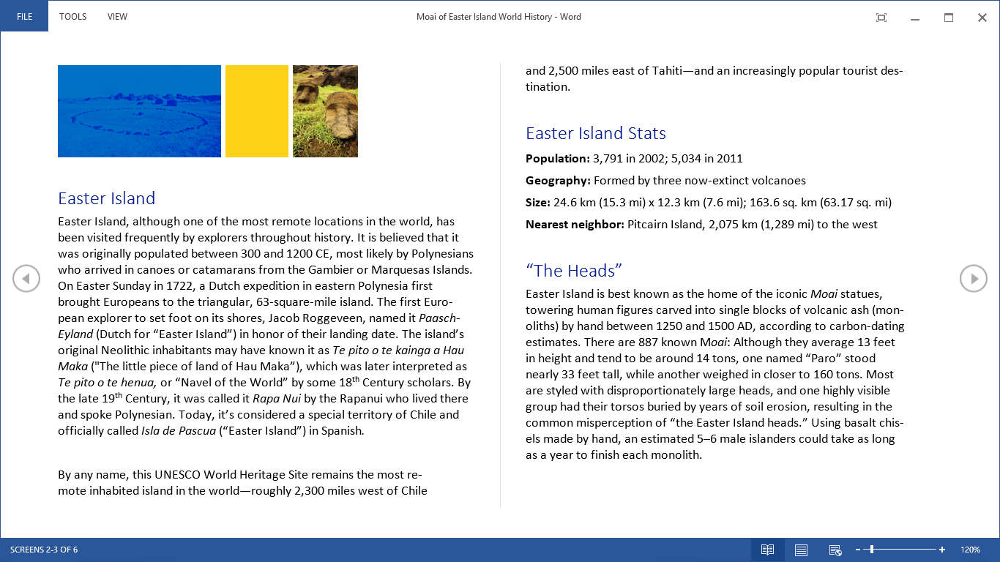 FILE TOOLS VIEW Moai of Easter Island World History - Word
Easter Island
Easter Island, although one of the most remote locations in the world, has
been visited frequently by explorers throughout history. It is believed that it
was originally populated between 300 and 1200 CE, most likely by Polynesians
who arrived in canoes or catamarans from the Gambier or Marquesas Islands.
On Easter Sunday in 1722, a Dutch expedition in eastern Polynesia first
brought Europeans to the triangular, 63-square-mile island. The first Euro-
pean explorer to set foot on its shores, Jacob Roggeveen, named it Paasch-
Eyland (Dutch for “Easter Island”) in honor of their landing date. The island’s
original Neolithic inhabitants may have known it as Te pito o te kainga a Hau
Maka ("The little piece of land of Hau Maka”), which was later interpreted as
Te pito o te henua, or “Navel of the World” by some 18th Century scholars. By
the late 19th Century, it was called it Rapa Nui by the Rapanui who lived there
and spoke Polynesian. Today, it’s considered a special territory of Chile and
officially called Isla de Pascua (“Easter Island”) in Spanish.
By any name, this UNESCO World Heritage Site remains the most re-
mote inhabited island in the world—roughly 2,300 miles west of Chile
and 2,500 miles east of Tahiti—and an increasingly popular tourist des-
tination.
Easter Island Stats
Population: 3,791 in 2002; 5,034 in 2011
Geography: Formed by three now-extinct volcanoes
Size: 24.6 km (15.3 mi) x 12.3 km (7.6 mi); 163.6 sq. km (63.17 sq. mi)
Nearest neighbor: Pitcairn Island, 2,075 km (1,289 mi) to the west
“The Heads”
Easter Island is best known as the home of the iconic Moai statues,
towering human figures carved into single blocks of volcanic ash (mon-
oliths) by hand between 1250 and 1500 AD, according to carbon-dating
estimates. There are 887 known Moai: Although they average 13 feet
in height and tend to be around 14 tons, one named “Paro” stood
nearly 33 feet tall, while another weighed in closer to 160 tons. Most
are styled with disproportionately large heads, and one highly visible
group had their torsos buried by years of soil erosion, resulting in the
common misperception of “the Easter Island heads.” Using basalt chis-
els made by hand, an estimated 5–6 male islanders could take as long
as a year to finish each monolith.
SCREENS 2-3 OF 6 120%